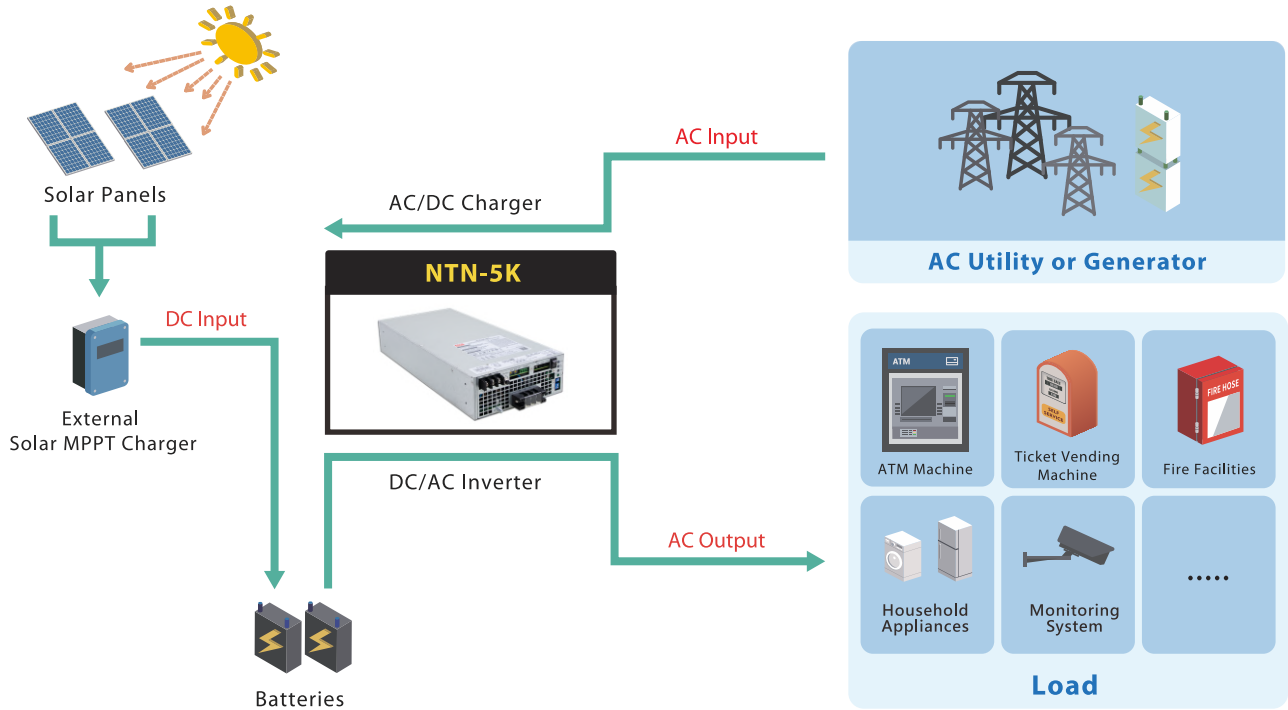 AC Input
Solar Panels
AC/DC Charger
NTN-5K
AC Utility or Generator
DC Input
External
Solar MPPT Charger
DC/AC Inverter
AC Output
Batteries
ATM
ATM Machine
SELF
SERVICE
Ticket Vending
Machine
FIRE HOSE
Fire Facilities
Household
Appliances
Monitoring
System
.....
Load